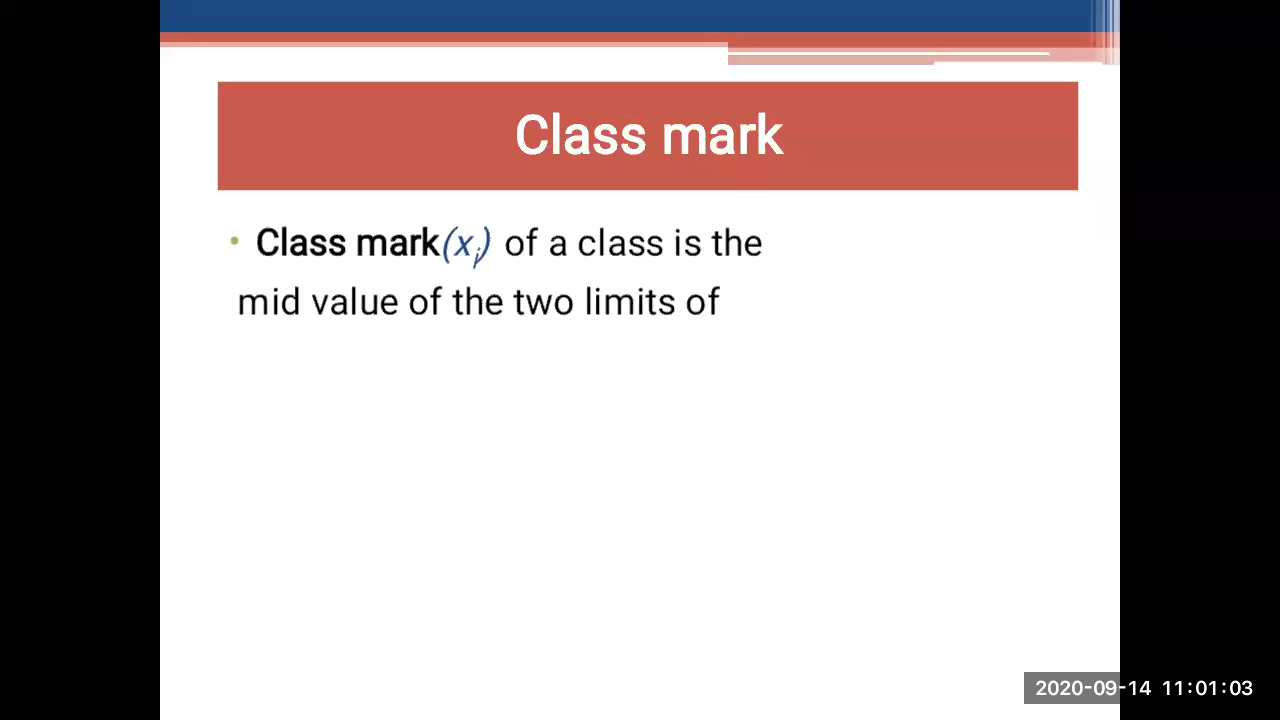 Class mark
• Class mark(xi) of a class is the
mid value of the two limits of
2020-09-14 11:01:03